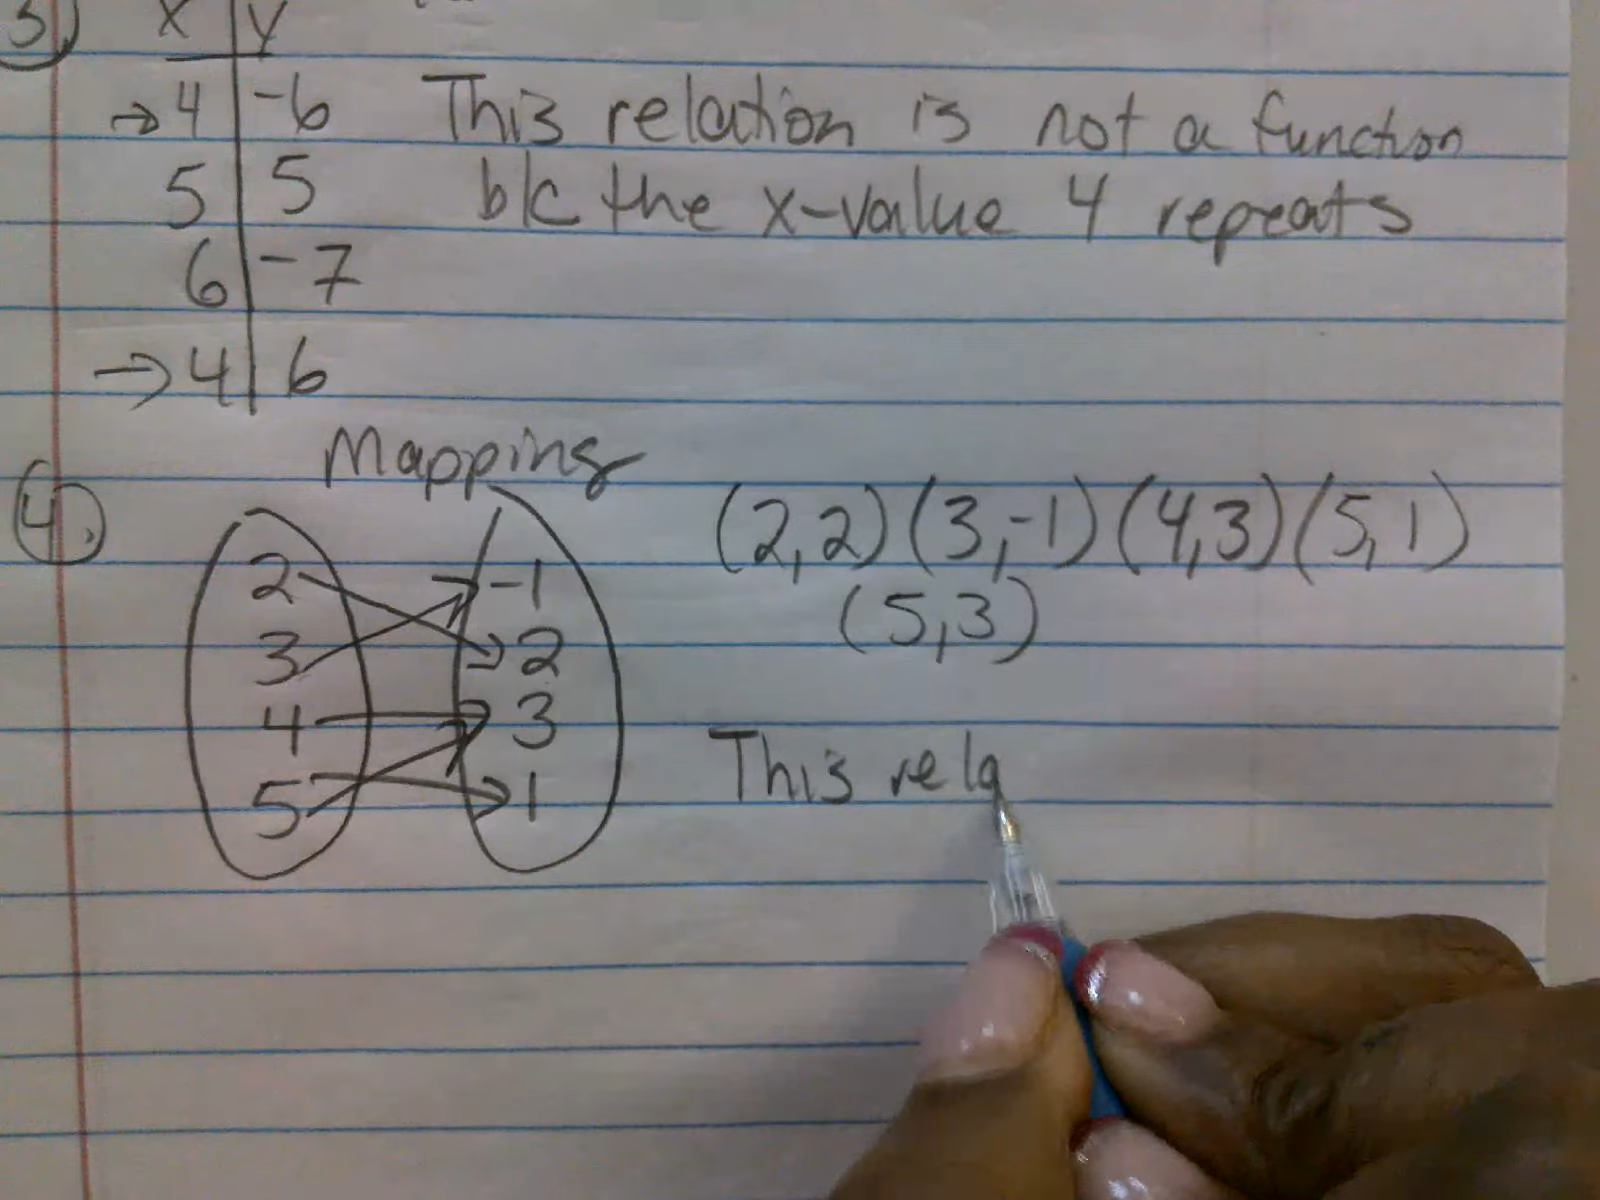 3.) x y
→4 -6 This relation is not a function
5 5 b/c the x-value 4 repeats
6 -7
→4 6
Mapping
4. (2,2) (3,-1) (4,3) (5,1)
(5,3)
2 -1
3 2
4 3
5 1
This rela